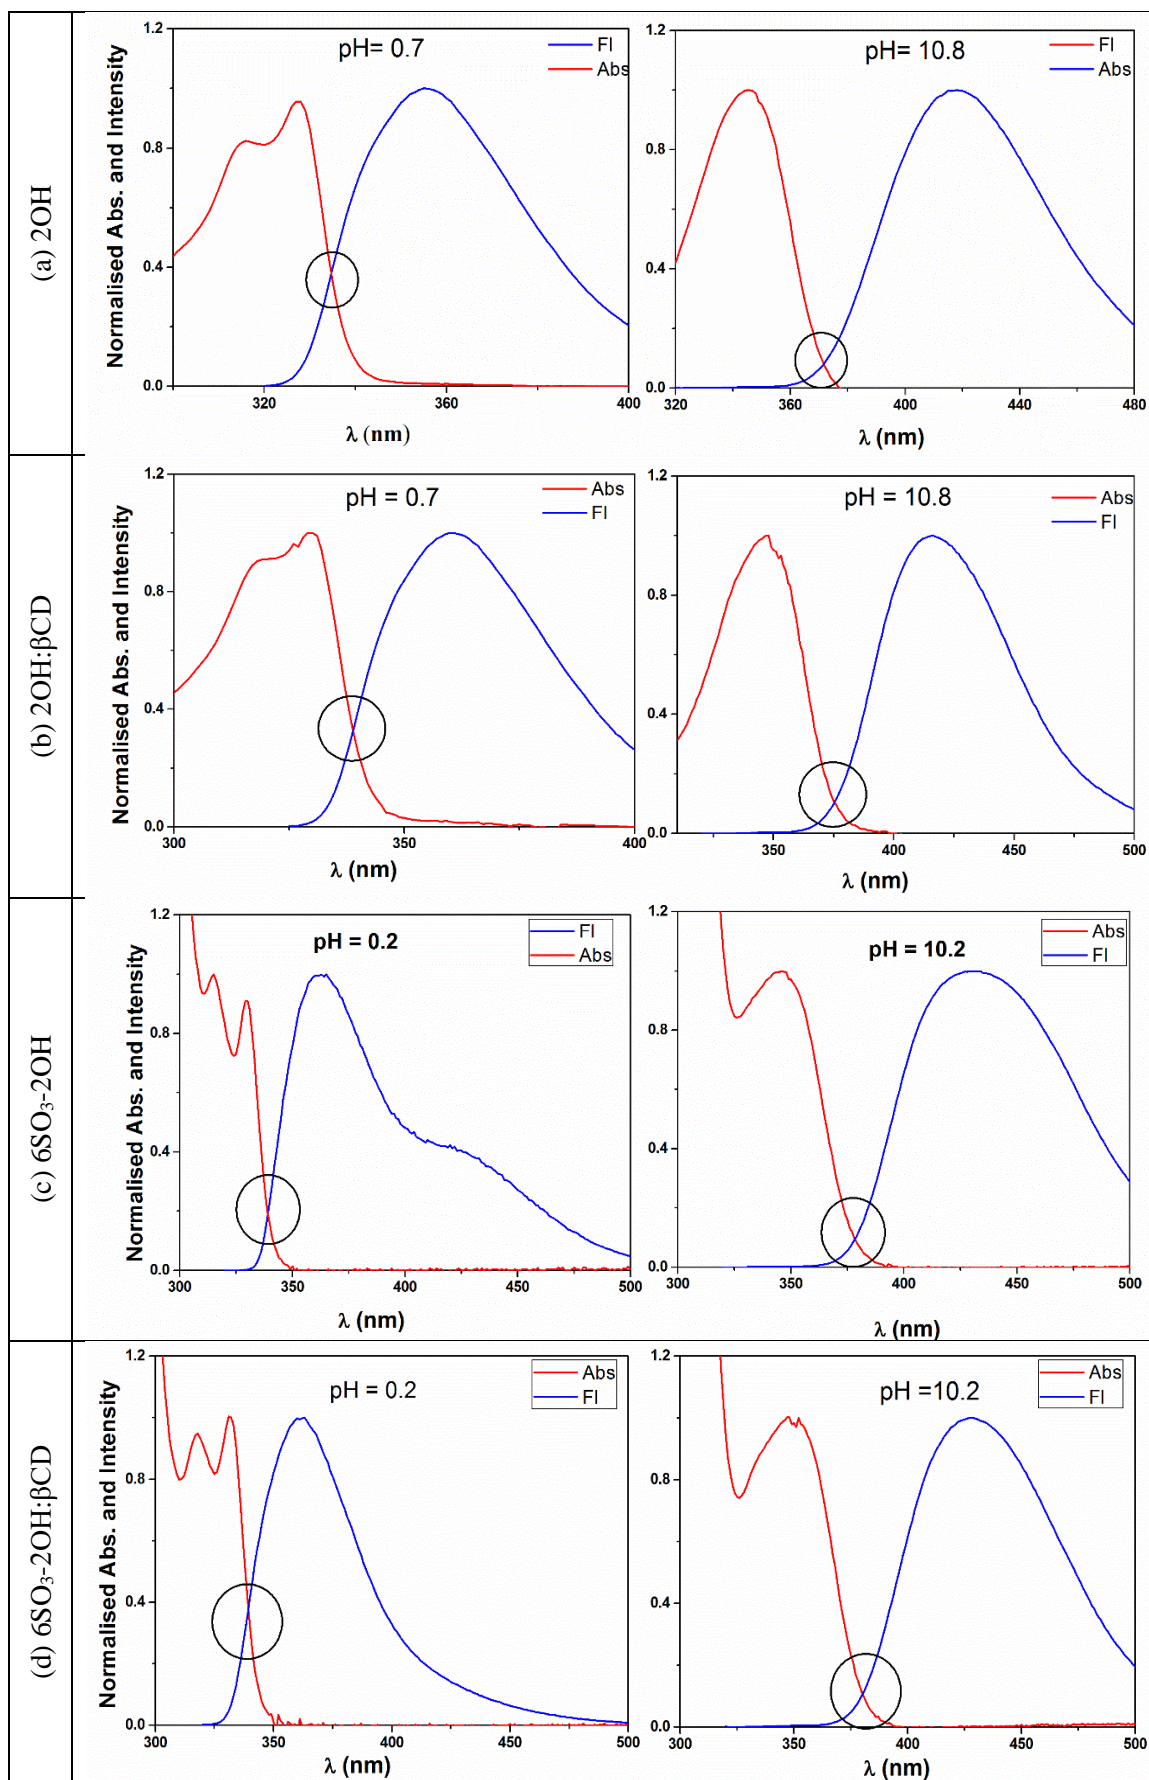 (a) 2OH
pH= 0.7
Fl
Abs
Normalised Abs. and Intensity
1.2
0.8
0.4
0.0
320
360
400
λ (nm)
pH= 10.8
Fl
Abs
1.2
0.8
0.4
0.0
320
360
400
440
480
λ (nm)
(b) 2OH:βCD
pH = 0.7
Abs
Fl
Normalised Abs. and Intensity
1.2
0.8
0.4
0.0
300
350
400
λ (nm)
pH = 10.8
Abs
Fl
1.2
0.8
0.4
0.0
350
400
450
500
λ (nm)
(c) 6SO₃-2OH
pH = 0.2
Fl
Abs
Normalised Abs. and Intensity
1.2
0.8
0.4
0.0
300
350
400
450
500
λ (nm)
pH = 10.2
Abs
Fl
1.2
0.8
0.4
0.0
300
350
400
450
500
λ (nm)
(d) 6SO₃-2OH:βCD
pH = 0.2
Abs
Fl
Normalised Abs. and Intensity
1.2
0.8
0.4
0.0
300
350
400
450
500
λ (nm)
pH =10.2
Abs
Fl
1.2
0.8
0.4
0.0
300
350
400
450
500
λ (nm)